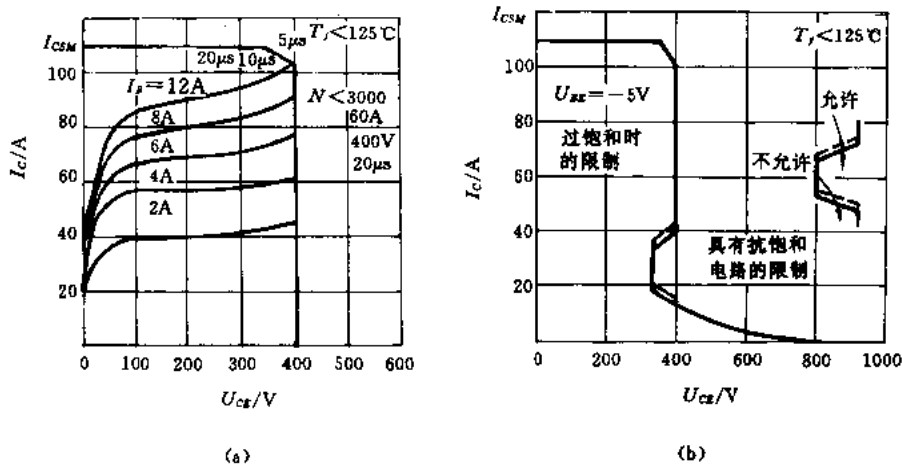 I_CSM
5μs
T_j<125℃
20μs
10μs
100
I_B=12A
N<3000
80
8A
60A
6A
400V
20μs
I_C/A
60
4A
2A
40
20
0
100
200
300
400
500
600
U_CE/V
(a)
I_CSM
T_j<125℃
100
U_BE=-5V
允许
80
过饱和时
的限制
不允许
I_C/A
60
40
具有抗饱和
电路的限制
20
0
200
400
600
800
1000
U_CE/V
(b)